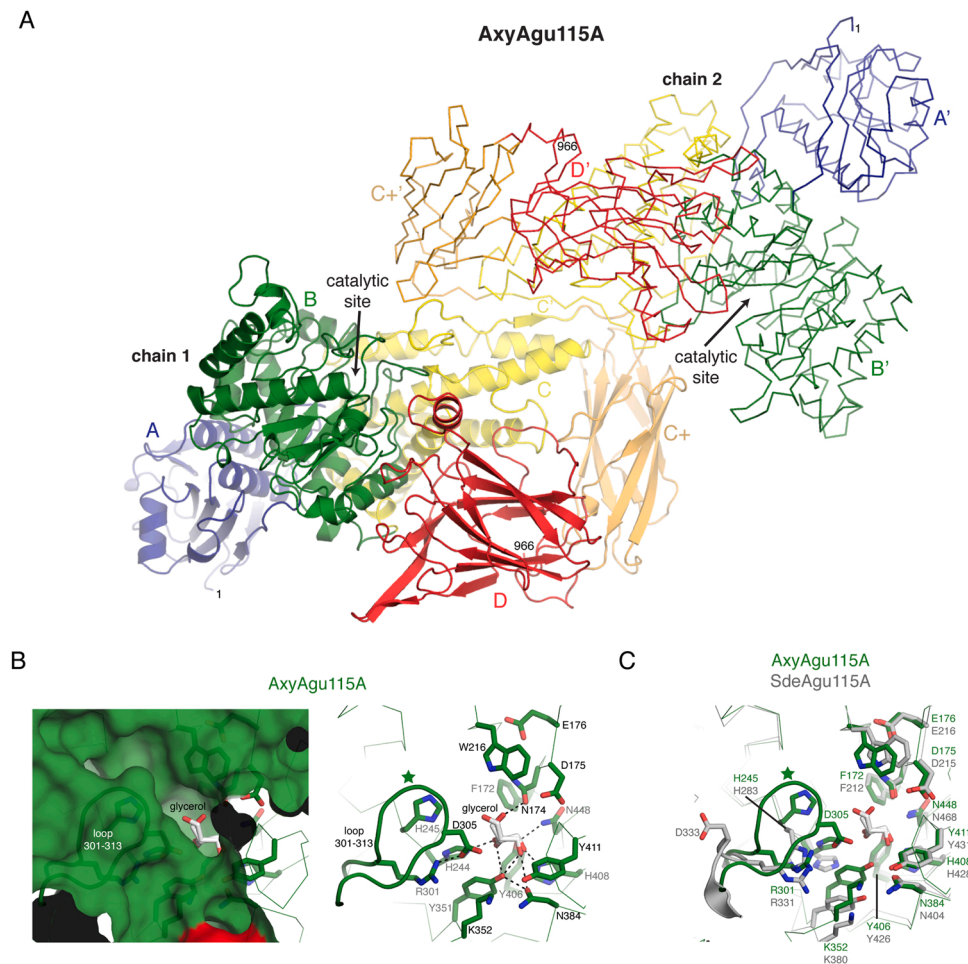 A
AxyAgu115A
chain 2
1
A'
966
D'
C+'
catalytic
site
B
C'
chain 1
catalytic
site
B'
A
C
C+
966
1
D
B
AxyAgu115A
glycerol
loop
301-313
E176
W216
D175
F172
glycerol
N174
N448
H245
D305
loop
301-313
Y411
H244
R301
Y406
H408
Y351
N384
K352
C
AxyAgu115A
SdeAgu115A
E176
E216
D175
D215
H245
H283
F172
F212
D305
N448
N468
D333
Y411
Y431
H408
H428
R301
R331
N384
N404
Y406
Y426
K352
K380